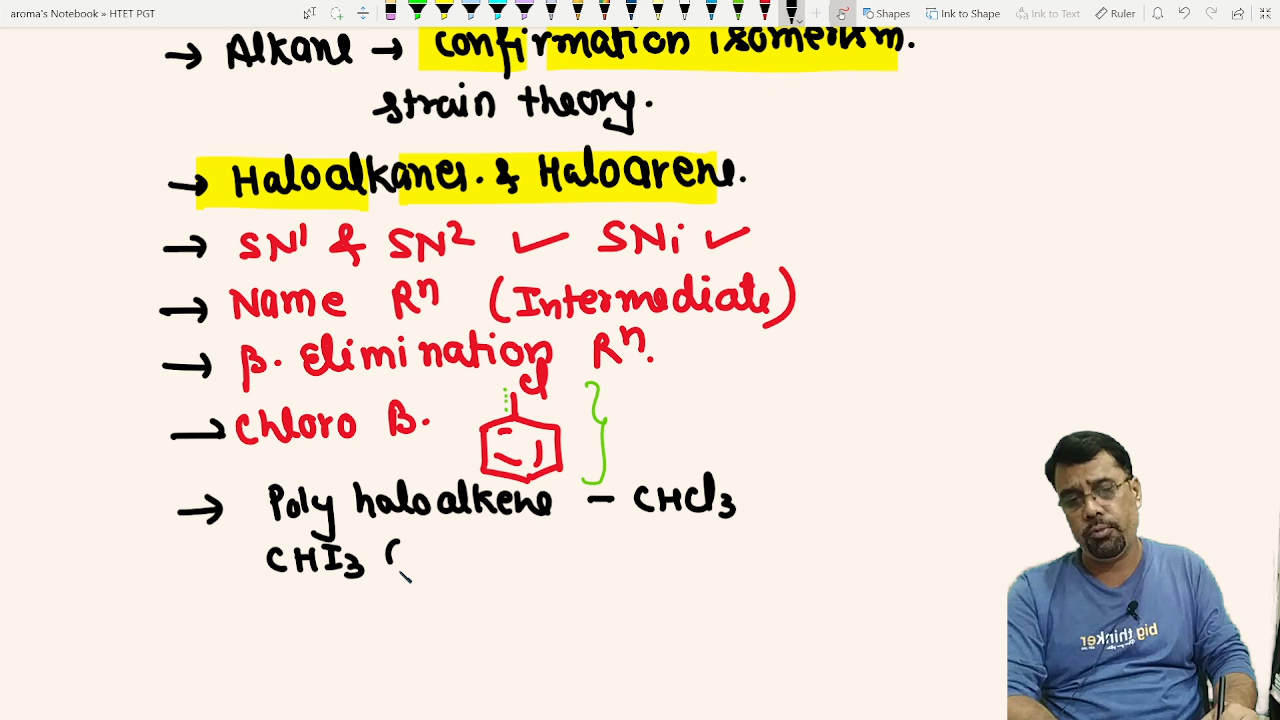 aroma's Notebook » HTET PGT
Shapes Ink to Shape Ink to Text Ruler
→ Alkane → Confirmation isomerism.
strain theory.
→ Haloalkanes. & Haloarene.
→ SN1 & SN2 ✓ SNi ✓
→ Name Rⁿ (Intermediate)
→ β. Elimination Rⁿ.
→ Chloro B. Cl
→ Poly haloalkene – CHCl3
CHI3 (
big thinker